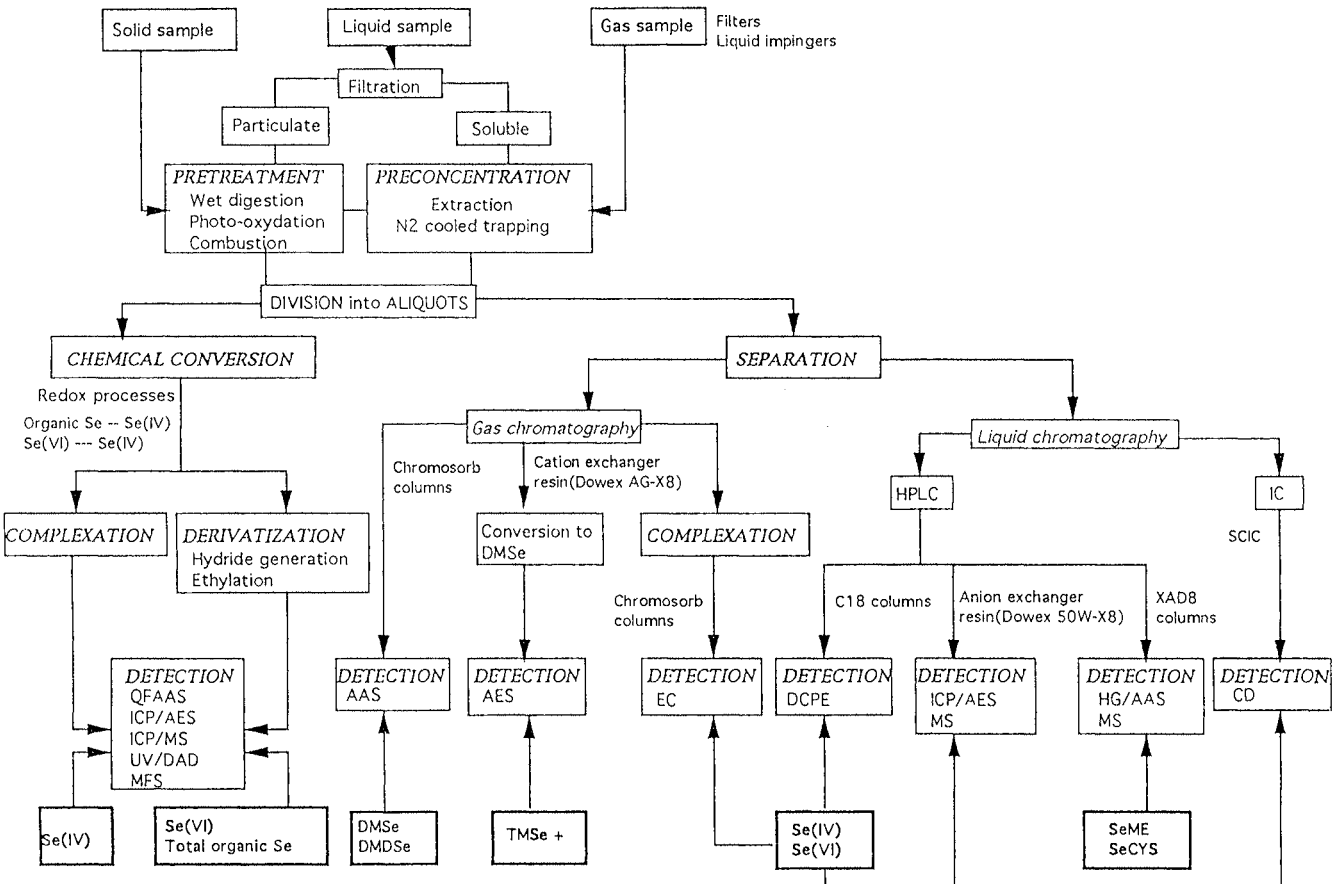 Solid sample
Liquid sample
Gas sample
Filters
Liquid impingers
Filtration
Particulate
Soluble
PRETREATMENT
Wet digestion
Photo-oxydation
Combustion
PRECONCENTRATION
Extraction
N2 cooled trapping
DIVISION into ALIQUOTS
CHEMICAL CONVERSION
SEPARATION
Redox processes
Organic Se -- Se(IV)
Se(VI) --- Se(IV)
Gas chromatography
Liquid chromatography
Chromosorb
columns
Cation exchanger
resin(Dowex AG-X8)
HPLC
IC
COMPLEXATION
DERIVATIZATION
Hydride generation
Ethylation
Conversion to
DMSe
COMPLEXATION
SCIC
Chromosorb
columns
C18 columns
Anion exchanger
resin(Dowex 50W-X8)
XAD8
columns
DETECTION
QFAAS
ICP/AES
ICP/MS
UV/DAD
MFS
DETECTION
AAS
DETECTION
AES
DETECTION
EC
DETECTION
DCPE
DETECTION
ICP/AES
MS
DETECTION
HG/AAS
MS
DETECTION
CD
Se(IV)
Se(VI)
Total organic Se
DMSe
DMDSe
TMSe +
Se(IV)
Se(VI)
SeME
SeCYS